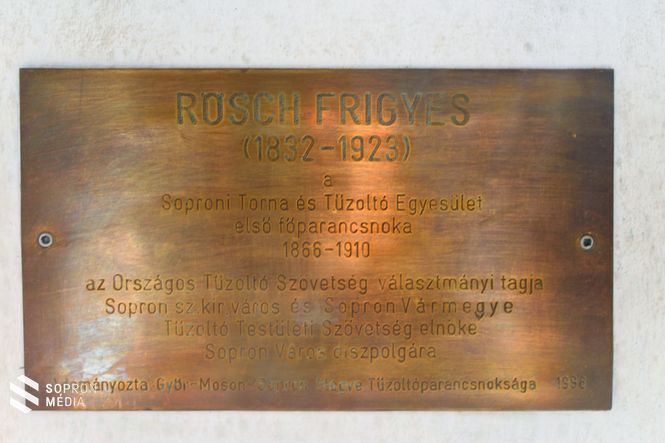 RÖSCH FRIGYES
(1832-1923)
a
Soproni Torna és Tűzoltó Egyesület
első főparancsnoka
1866-1910
az Országos Tűzoltó Szövetség választmányi tagja
Sopron sz.kir.város és Sopron Vármegye
Tűzoltó Testületi Szövetség elnöke
Sopron Város díszpolgára
Győr-Moson-Sopron Megye Tűzoltóparancsnoksága 1996
SOPRON
MÉDIA